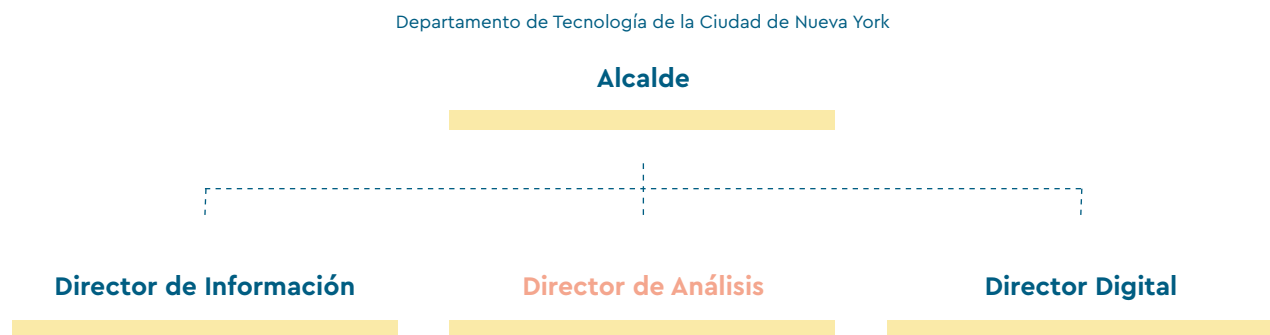 Departamento de Tecnología de la Ciudad de Nueva York
Alcalde
Director de Información
Director de Análisis
Director Digital